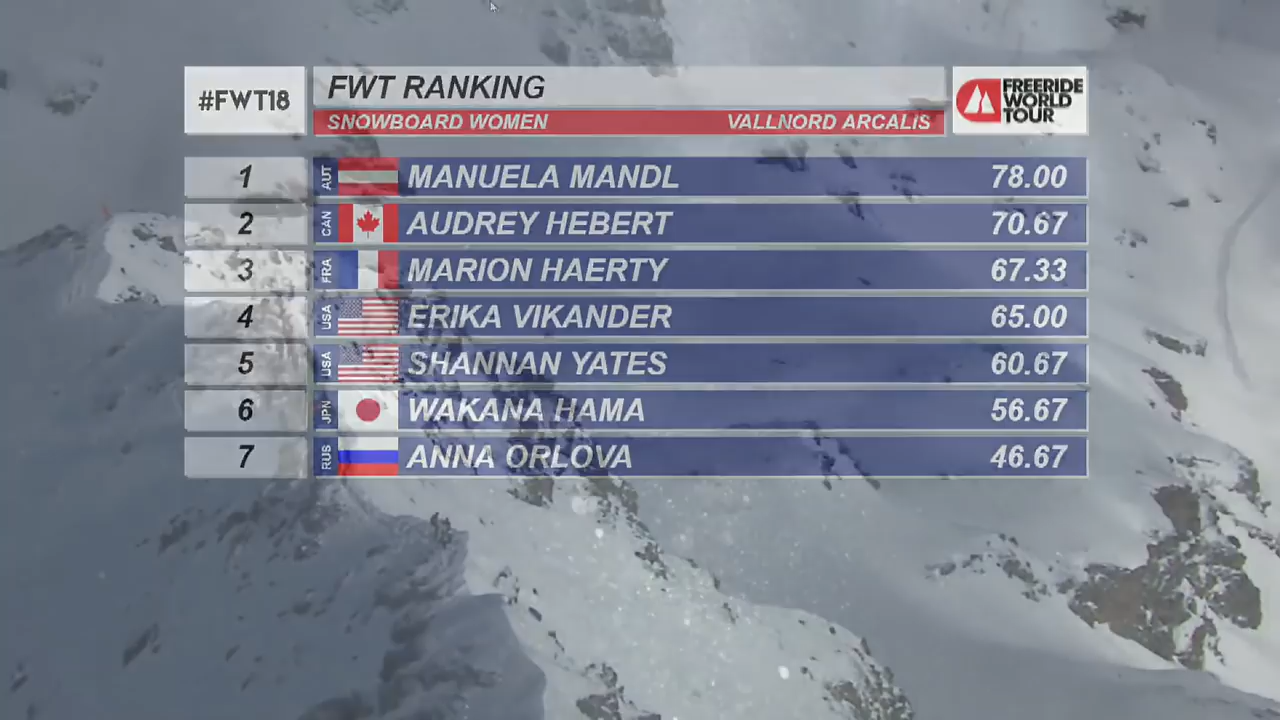 #FWT18
FWT RANKING
SNOWBOARD WOMEN VALLNORD ARCALIS
FREERIDE
WORLD
TOUR
1 AUT MANUELA MANDL 78.00
2 CAN AUDREY HEBERT 70.67
3 FRA MARION HAERTY 67.33
4 USA ERIKA VIKANDER 65.00
5 USA SHANNAN YATES 60.67
6 JPN WAKANA HAMA 56.67
7 RUS ANNA ORLOVA 46.67